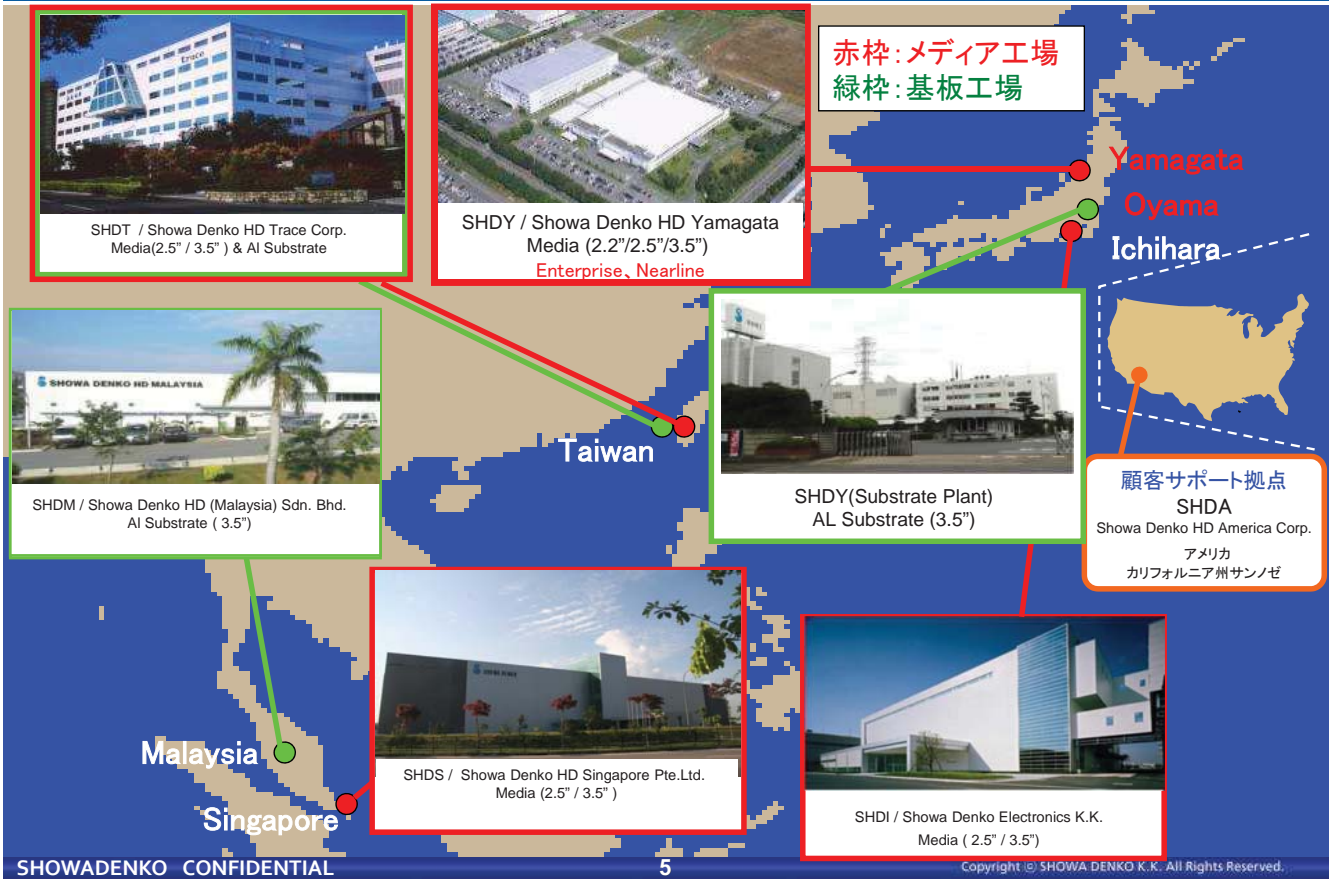 trace
SHDT / Showa Denko HD Trace Corp.
Media(2.5” / 3.5” ) & Al Substrate
SHDY / Showa Denko HD Yamagata
Media (2.2”/2.5”/3.5”)
Enterprise、Nearline
赤枠：メディア工場
緑枠：基板工場
Yamagata
Oyama
Ichihara
SHOWA DENKO HD MALAYSIA
SHDM / Showa Denko HD (Malaysia) Sdn. Bhd.
Al Substrate ( 3.5”)
Taiwan
SHDY(Substrate Plant)
AL Substrate (3.5”)
顧客サポート拠点
SHDA
Showa Denko HD America Corp.
アメリカ
カリフォルニア州サンノゼ
Malaysia
Singapore
SHDS / Showa Denko HD Singapore Pte.Ltd.
Media (2.5” / 3.5” )
SHDI / Showa Denko Electronics K.K.
Media ( 2.5” / 3.5”)
SHOWADENKO CONFIDENTIAL
5
Copyright © SHOWA DENKO K.K. All Rights Reserved.